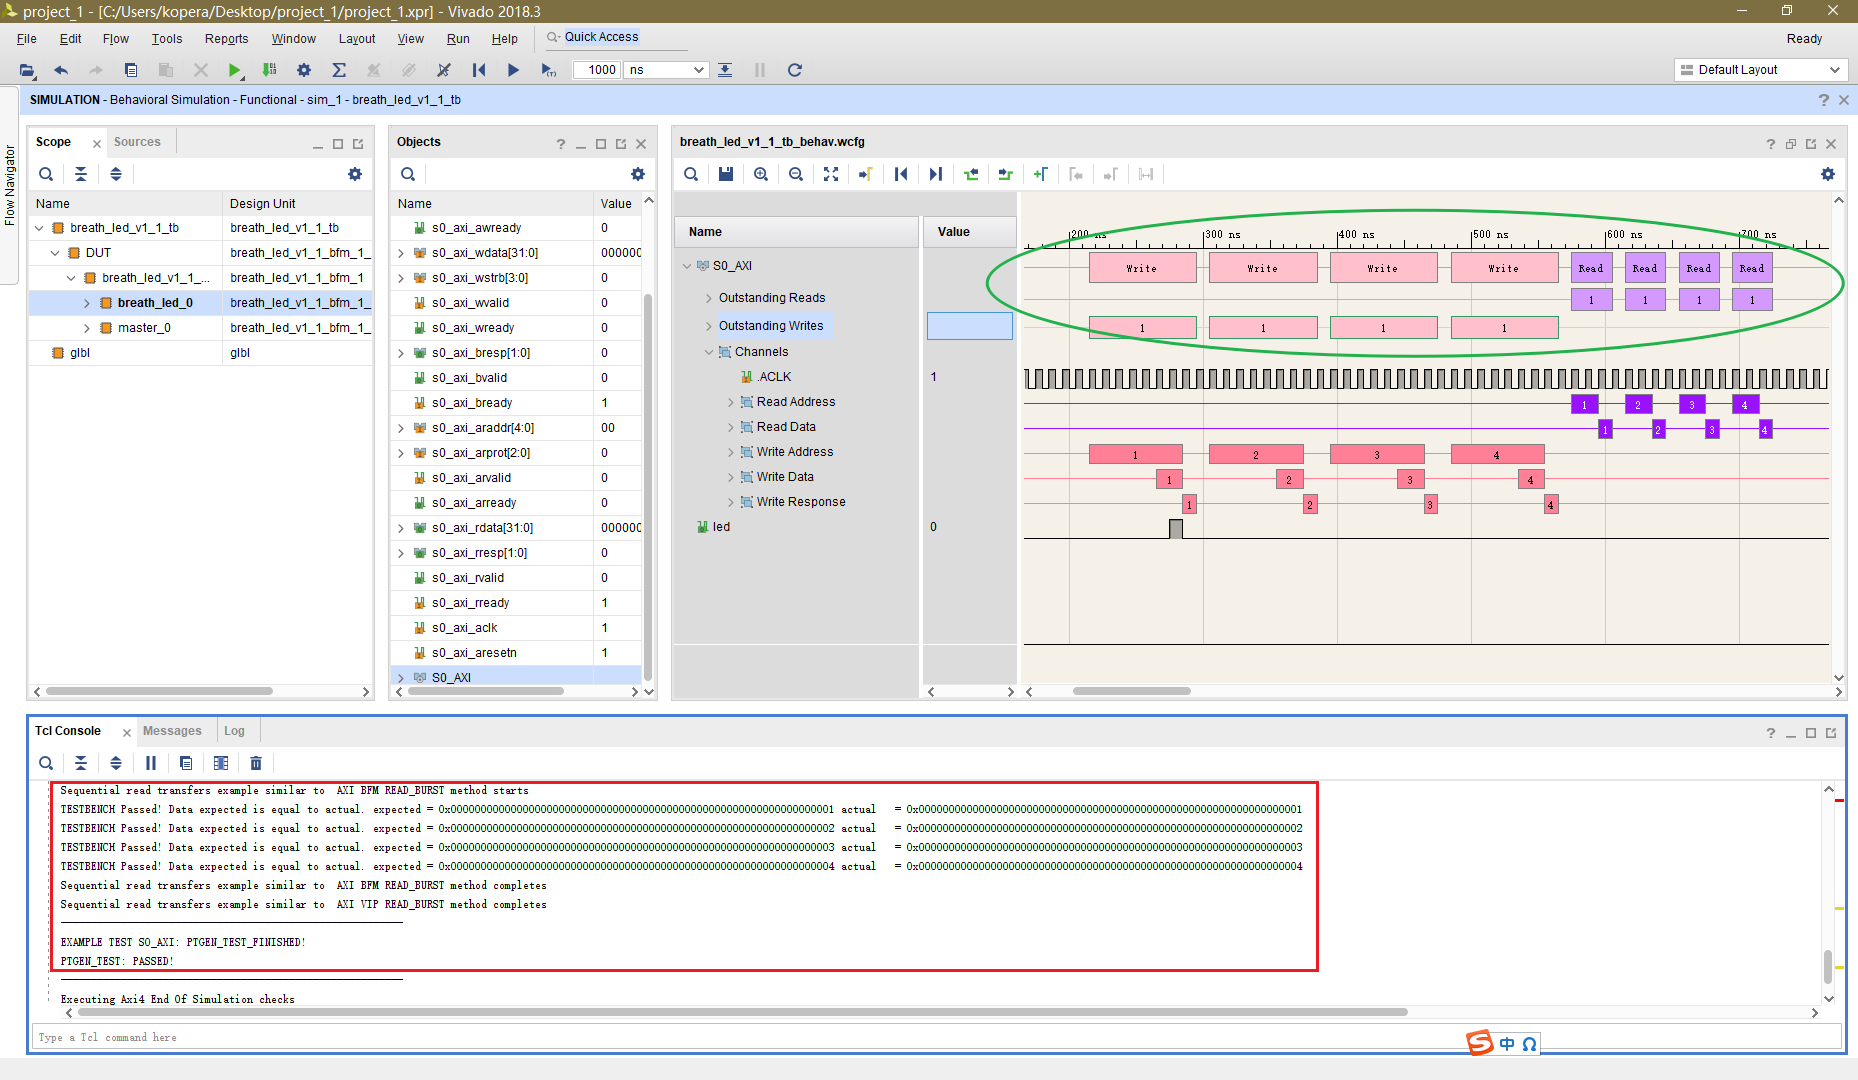 project_1 - [C:/Users/kopera/Desktop/project_1/project_1.xpr] - Vivado 2018.3
File Edit Flow Tools Reports Window Layout View Run Help Quick Access Ready
1000 ns Default Layout
SIMULATION - Behavioral Simulation - Functional - sim_1 - breath_led_v1_1_tb
Flow Navigator
Scope Sources
Name Design Unit
breath_led_v1_1_tb breath_led_v1_1_tb
DUT breath_led_v1_1_bfm_1_
breath_led_v1_1_... breath_led_v1_1_bfm_1_
breath_led_0 breath_led_v1_1_bfm_1_
master_0 breath_led_v1_1_bfm_1_
glbl glbl
Objects
Name Value
s0_axi_awready 0
s0_axi_wdata[31:0] 000000
s0_axi_wstrb[3:0] 0
s0_axi_wvalid 0
s0_axi_wready 0
s0_axi_bresp[1:0] 0
s0_axi_bvalid 0
s0_axi_bready 1
s0_axi_araddr[4:0] 00
s0_axi_arprot[2:0] 0
s0_axi_arvalid 0
s0_axi_arready 0
s0_axi_rdata[31:0] 000000
s0_axi_rresp[1:0] 0
s0_axi_rvalid 0
s0_axi_rready 1
s0_axi_aclk 1
s0_axi_aresetn 1
S0_AXI
breath_led_v1_1_tb_behav.wcfg
Name Value
200 ns 300 ns 400 ns 500 ns 600 ns 700 ns
S0_AXI Write Write Write Write Read Read Read Read
Outstanding Reads 1 1 1 1
Outstanding Writes 1 1 1 1
Channels
.ACLK 1
Read Address 1 2 3 4
Read Data 1 2 3 4
Write Address 1 2 3 4
Write Data 1 2 3 4
Write Response 1 2 3 4
led 0
Tcl Console Messages Log
Sequential read transfers example similar to  AXI BFM READ_BURST method starts
TESTBENCH Passed! Data expected is equal to actual. expected = 0x0000000000000000000000000000000000000000000000000000000000000001 actual   = 0x0000000000000000000000000000000000000000000000000000000000000001
TESTBENCH Passed! Data expected is equal to actual. expected = 0x0000000000000000000000000000000000000000000000000000000000000002 actual   = 0x0000000000000000000000000000000000000000000000000000000000000002
TESTBENCH Passed! Data expected is equal to actual. expected = 0x0000000000000000000000000000000000000000000000000000000000000003 actual   = 0x0000000000000000000000000000000000000000000000000000000000000003
TESTBENCH Passed! Data expected is equal to actual. expected = 0x0000000000000000000000000000000000000000000000000000000000000004 actual   = 0x0000000000000000000000000000000000000000000000000000000000000004
Sequential read transfers example similar to  AXI BFM READ_BURST method completes
Sequential read transfers example similar to  AXI VIP READ_BURST method completes
---------------------------------------------------------
EXAMPLE TEST S0_AXI: PTGEN_TEST_FINISHED!
PTGEN_TEST: PASSED!
---------------------------------------------------------
Executing Axi4 End Of Simulation checks
Type a Tcl command here
S 中